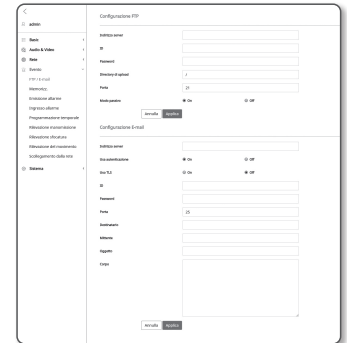 admin
Basic
Audio & Video
Rete
Evento
FTP / E-mail
Memorizz.
Emissione allarme
Ingresso allarme
Programmazione temporale
Rilevazione manomissione
Rilevazione sfocatura
Rilevazione del movimento
Scollegamento dalla rete
Sistema
Configurazione FTP
Indirizzo server
ID
Password
Directory di upload /
Porta 21
Modo passivo On Off
Annulla Applica
Configurazione E-mail
Indirizzo server
Usa autenticazione On Off
Usa TLS On Off
ID
Password
Porta 25
Destinatario
Mittente
Oggetto
Corpo
Annulla Applica